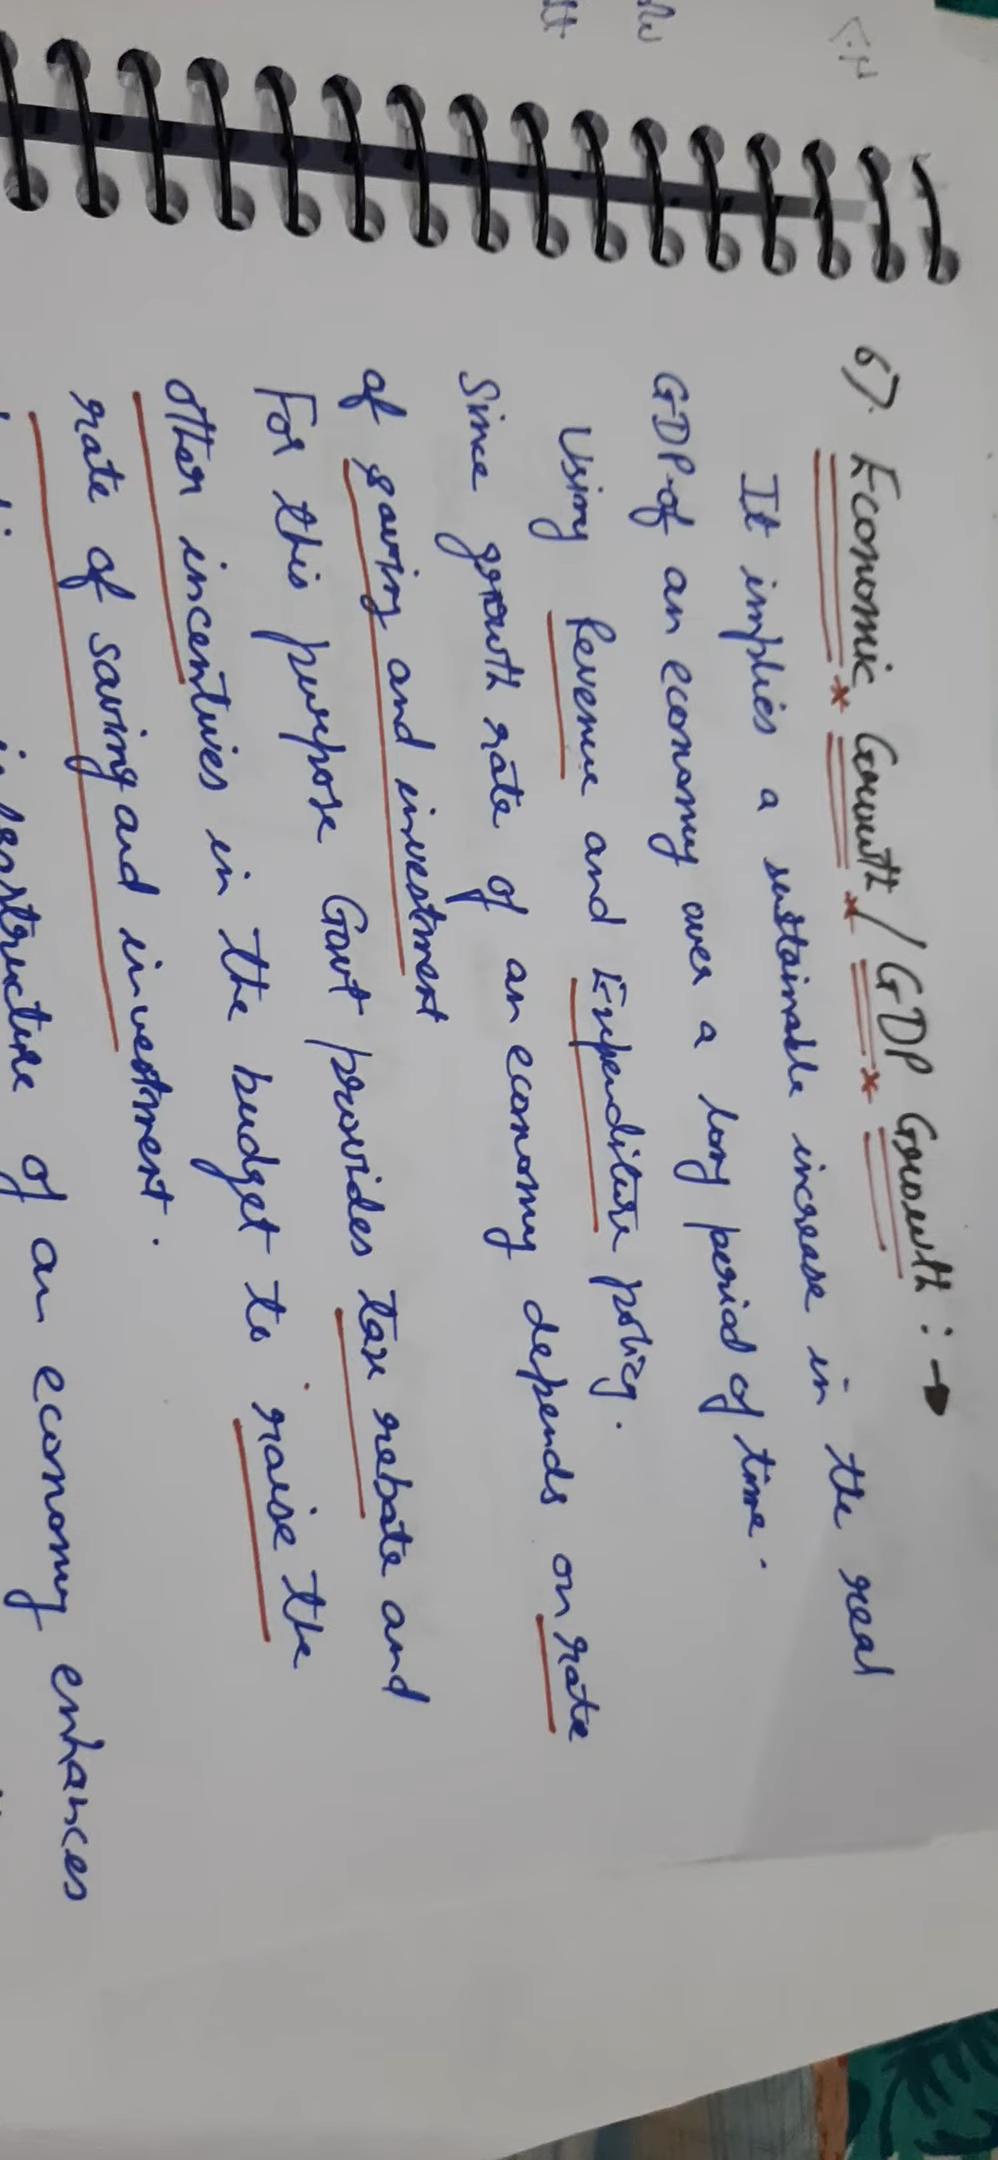 6). Economic Growth / GDP Growth : →
It implies a sustainable increase in the real
GDP of an economy over a long period of time.
Using Revenue and Expenditure policy.
Since growth rate of an economy depends on rate
of saving and investment
For this purpose Govt provides tax rebate and
other incentives in the budget to raise the
rate of saving and investment.
of an economy enhances